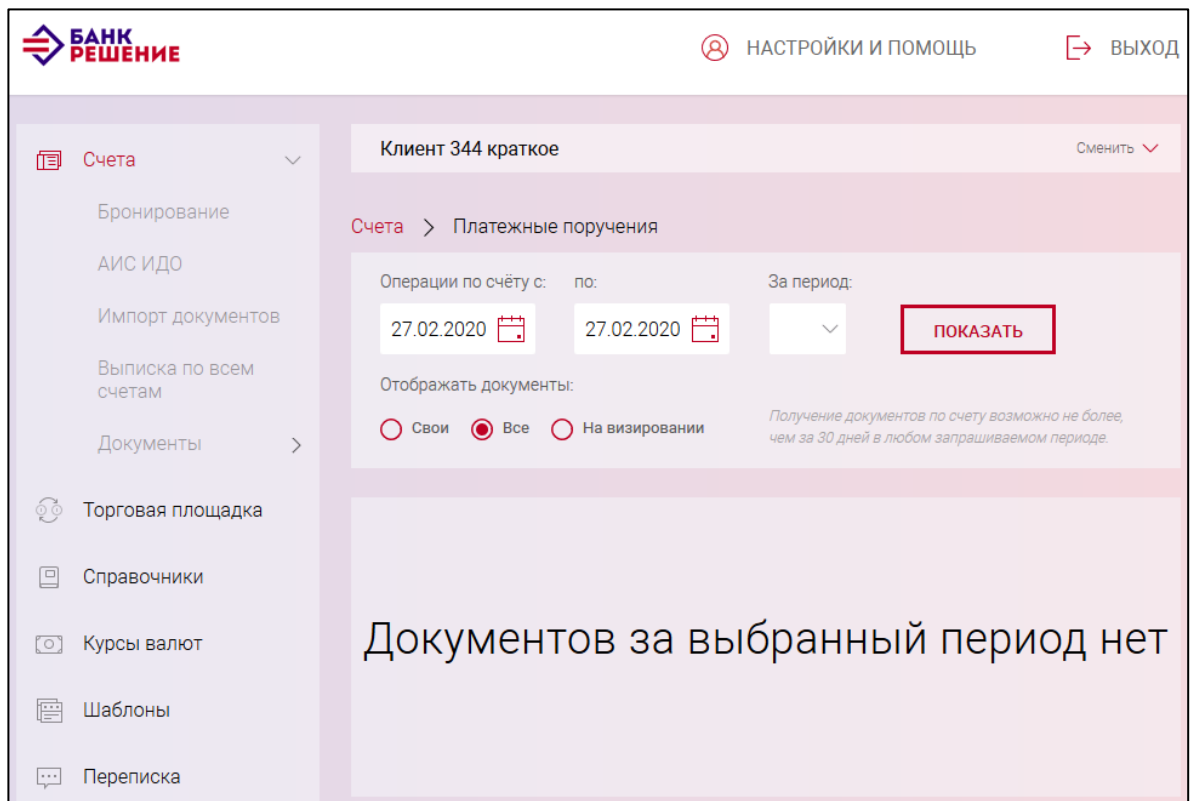 БАНК
РЕШЕНИЕ
НАСТРОЙКИ И ПОМОЩЬ
ВЫХОД
Счета
Бронирование
АИС ИДО
Импорт документов
Выписка по всем
счетам
Документы
Торговая площадка
Справочники
Курсы валют
Шаблоны
Переписка
Клиент 344 краткое
Сменить
Счета > Платежные поручения
Операции по счёту с: по: За период:
27.02.2020 27.02.2020 ПОКАЗАТЬ
Отображать документы:
Свои Все На визировании
Получение документов по счету возможно не более,
чем за 30 дней в любом запрашиваемом периоде.
Документов за выбранный период нет